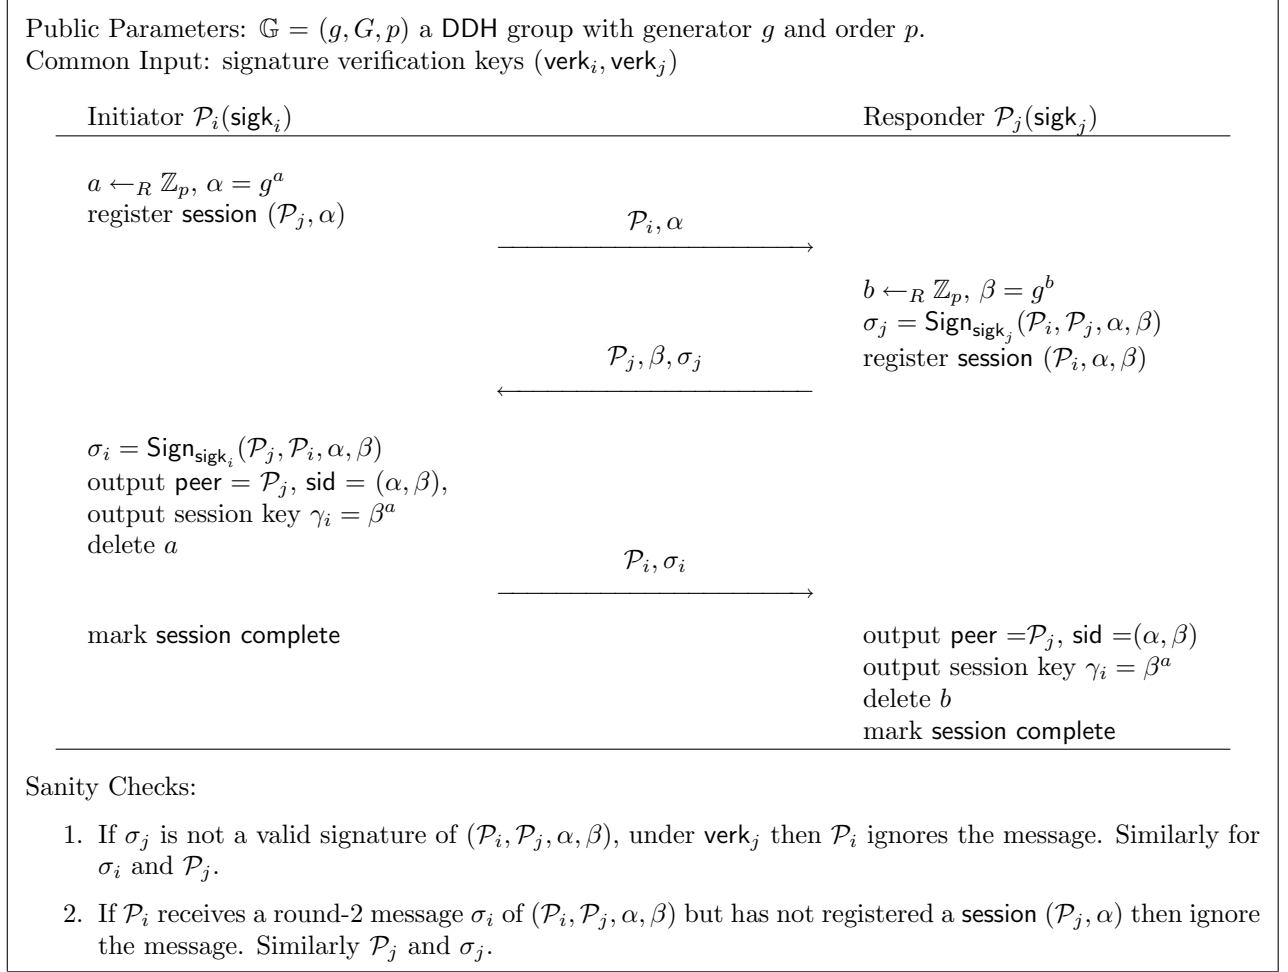 Public Parameters: 𝔾 = (g, G, p) a DDH group with generator g and order p.
Common Input: signature verification keys (verk_i, verk_j)
Initiator 𝒫_i(sigk_i)
Responder 𝒫_j(sigk_j)
a ←_R ℤ_p, α = g^a
register session (𝒫_j, α)
𝒫_i, α
b ←_R ℤ_p, β = g^b
σ_j = Sign_{sigk_j}(𝒫_i, 𝒫_j, α, β)
register session (𝒫_i, α, β)
𝒫_j, β, σ_j
σ_i = Sign_{sigk_i}(𝒫_j, 𝒫_i, α, β)
output peer = 𝒫_j, sid = (α, β),
output session key γ_i = β^a
delete a
𝒫_i, σ_i
mark session complete
output peer =𝒫_j, sid =(α, β)
output session key γ_i = β^a
delete b
mark session complete
Sanity Checks:
1. If σ_j is not a valid signature of (𝒫_i, 𝒫_j, α, β), under verk_j then 𝒫_i ignores the message. Similarly for
σ_i and 𝒫_j.
2. If 𝒫_i receives a round-2 message σ_i of (𝒫_i, 𝒫_j, α, β) but has not registered a session (𝒫_j, α) then ignore
the message. Similarly 𝒫_j and σ_j.